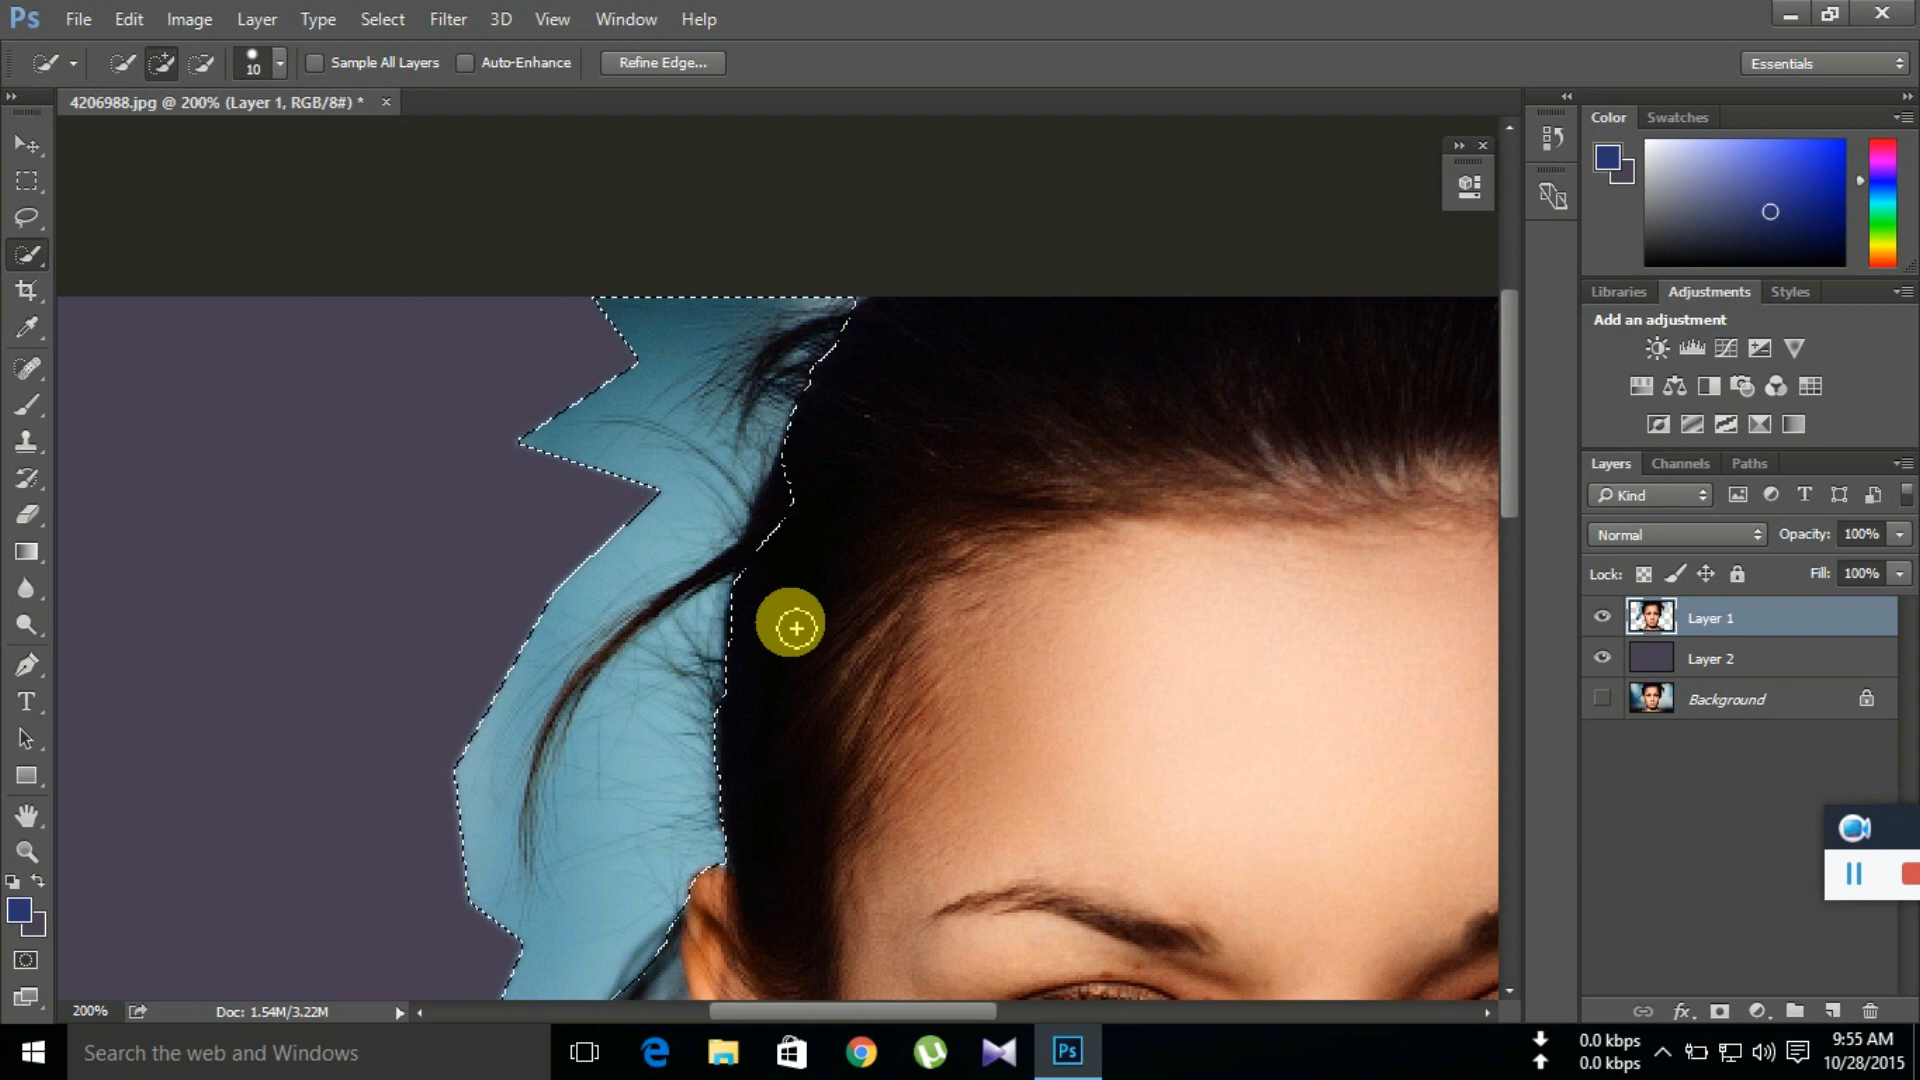 Ps File Edit Image Layer Type Select Filter 3D View Window Help
10 Sample All Layers Auto-Enhance Refine Edge... Essentials
4206988.jpg @ 200% (Layer 1, RGB/8#) * ×
Color Swatches
Libraries Adjustments Styles
Add an adjustment
Layers Channels Paths
Kind
Normal Opacity: 100%
Lock: Fill: 100%
Layer 1
Layer 2
Background
200% Doc: 1.54M/3.22M
Search the web and Windows
Ps
0.0 kbps
0.0 kbps
9:55 AM
10/28/2015